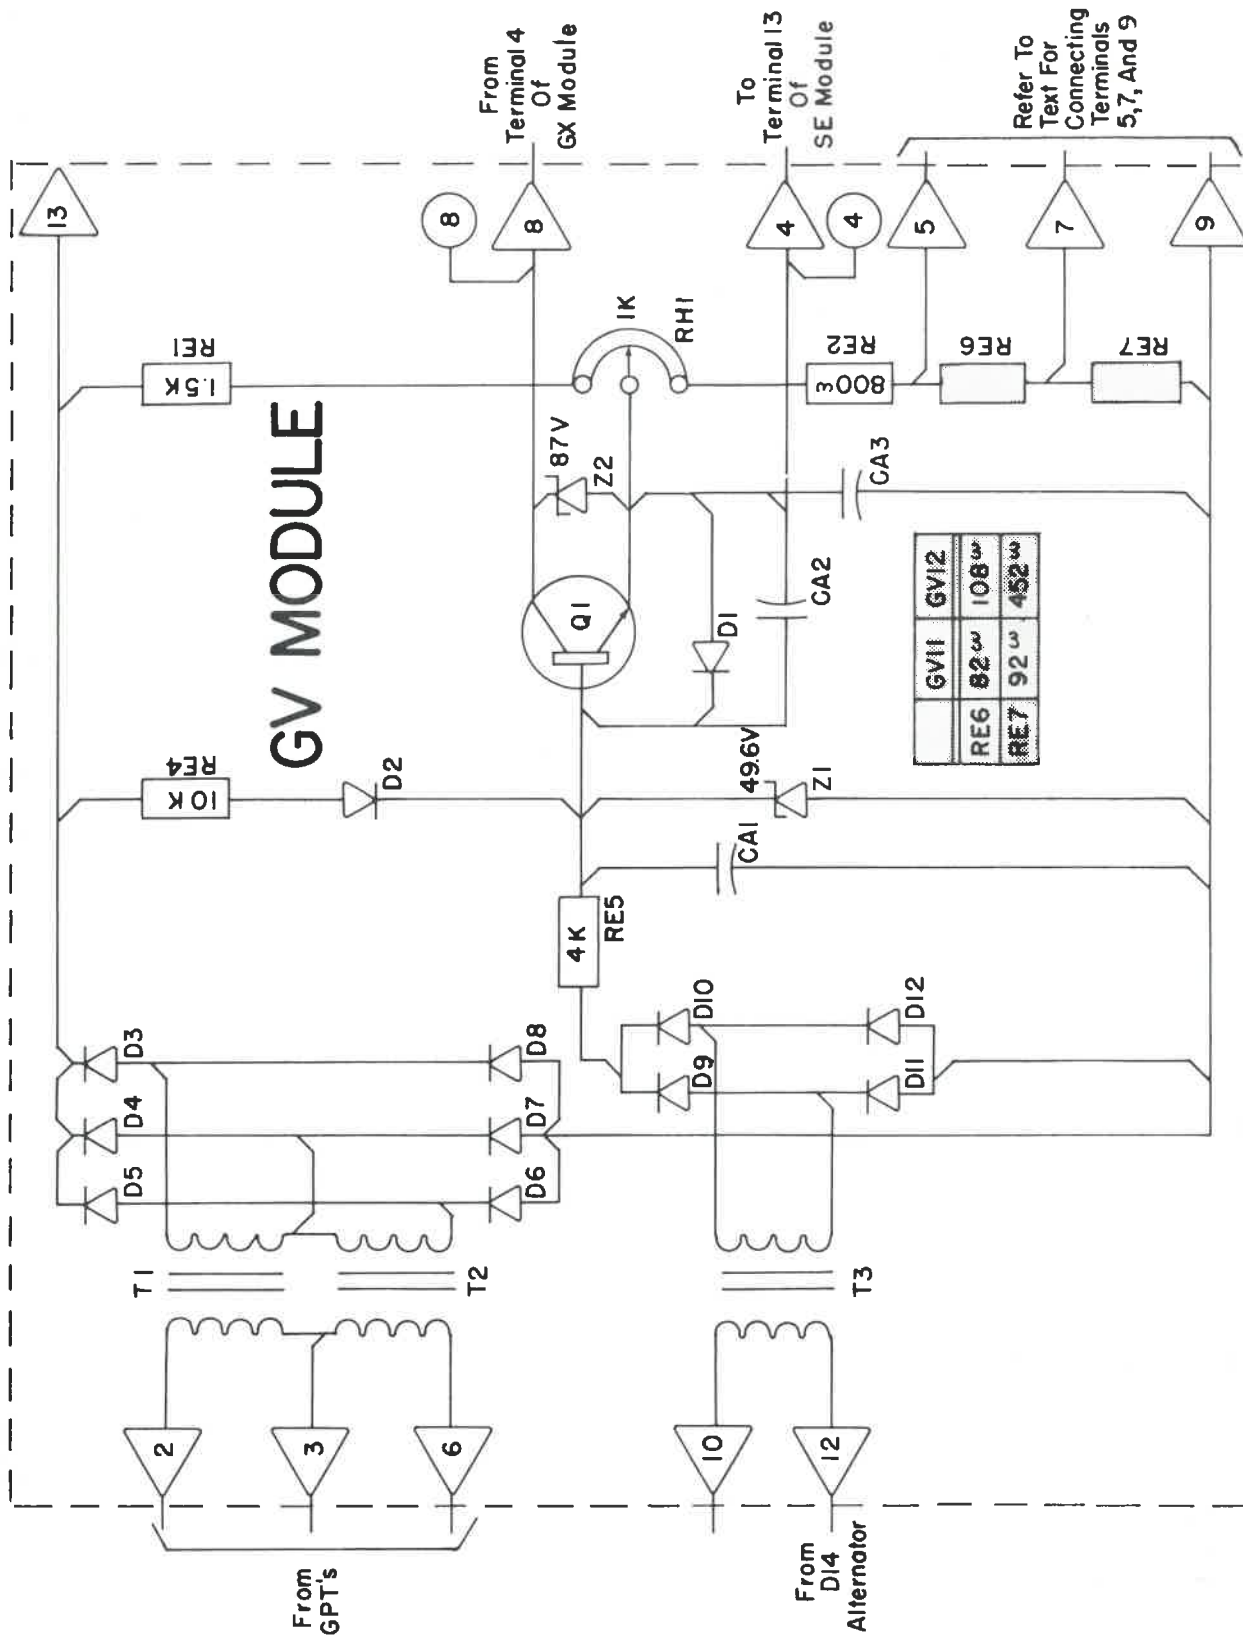 GV MODULE
From
GPT's
2
3
6
From
D14
Alternator
10
12
T1
T2
T3
D5
D4
D3
D6
D7
D8
D9
D10
D11
D12
4K
RE5
CA1
RE4
10K
D2
49.6V
Z1
Q1
D1
CA2
87V
Z2
CA3
RE1
1.5K
1K
RH1
RE2
800ω
RE6
RE7
GV11 GV12
RE6 82ω 108ω
RE7 92ω 452ω
13
8
8
4
4
5
7
9
From
Terminal 4
Of
GX Module
To
Terminal 13
Of
SE Module
Refer To
Text For
Connecting
Terminals
5,7, And 9